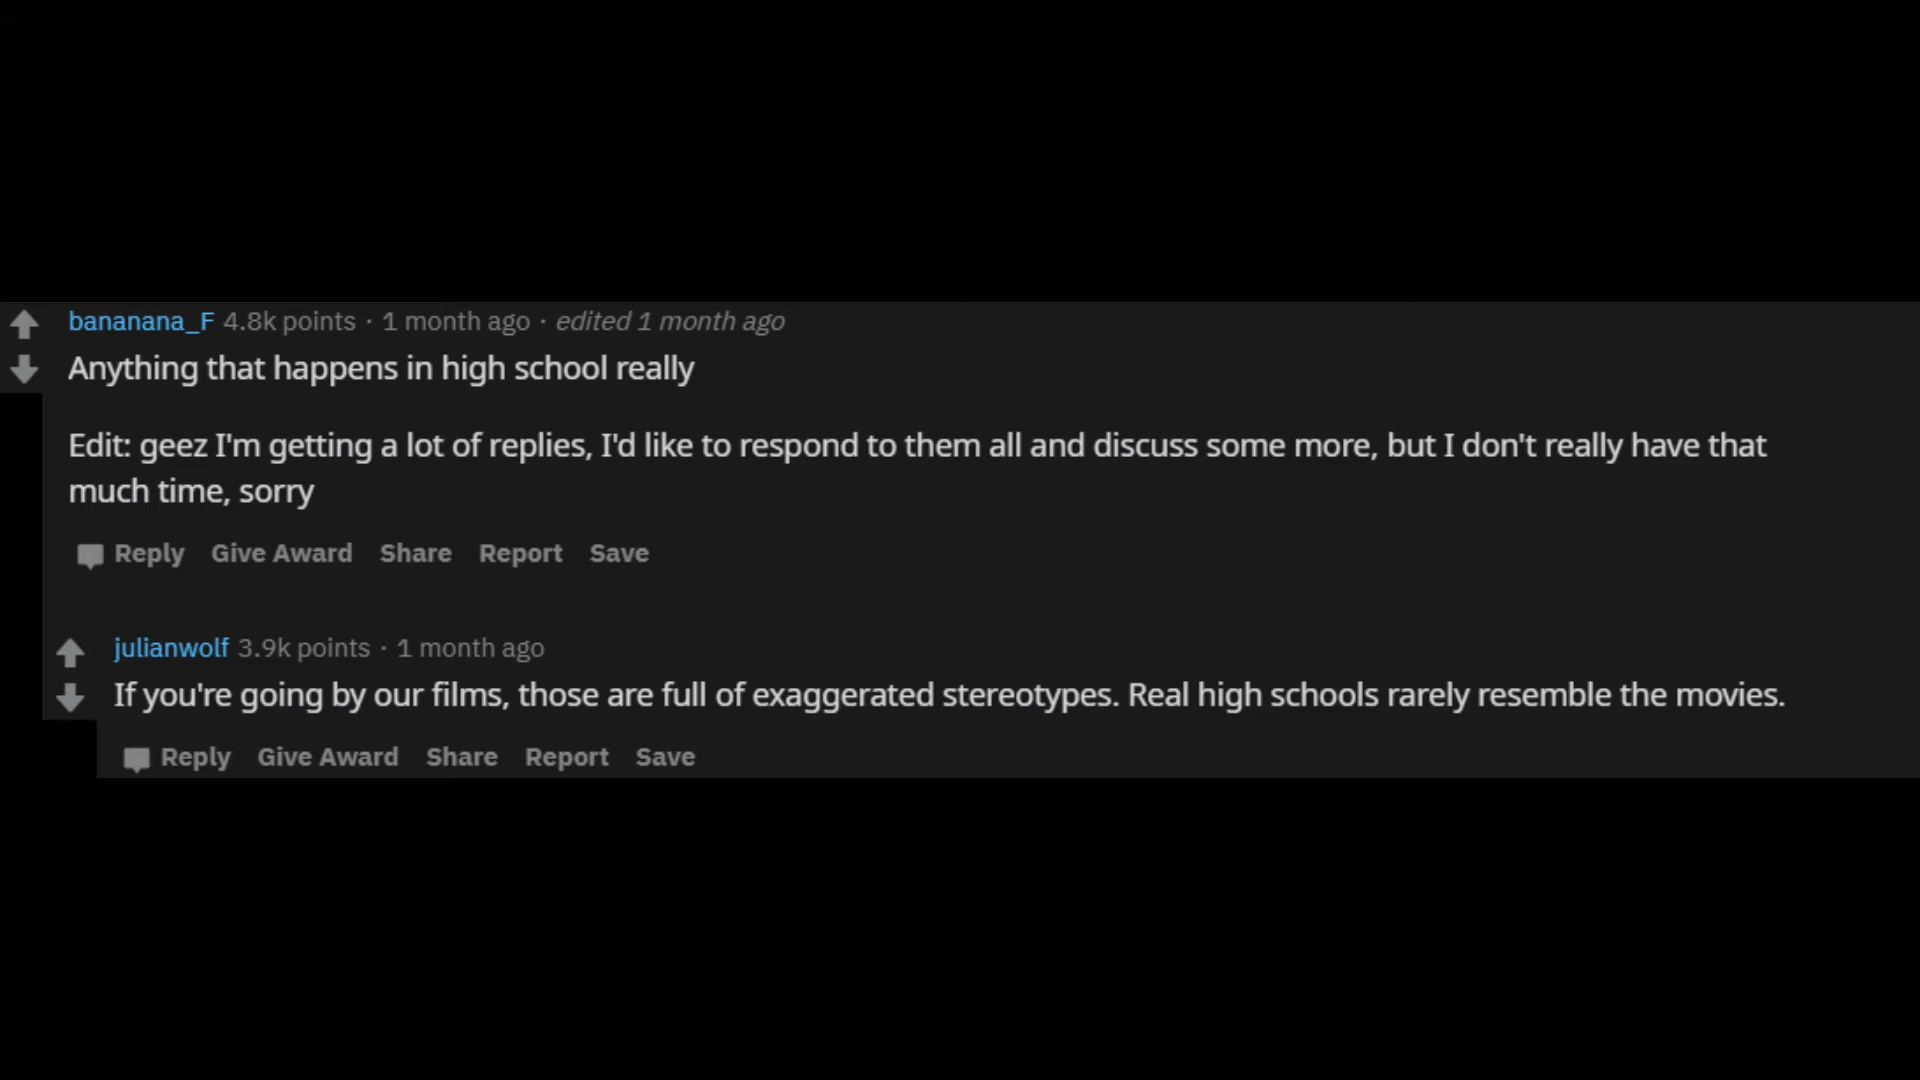 bananana_F 4.8k points · 1 month ago · edited 1 month ago
Anything that happens in high school really
Edit: geez I'm getting a lot of replies, I'd like to respond to them all and discuss some more, but I don't really have that
much time, sorry
Reply Give Award Share Report Save
julianwolf 3.9k points · 1 month ago
If you're going by our films, those are full of exaggerated stereotypes. Real high schools rarely resemble the movies.
Reply Give Award Share Report Save